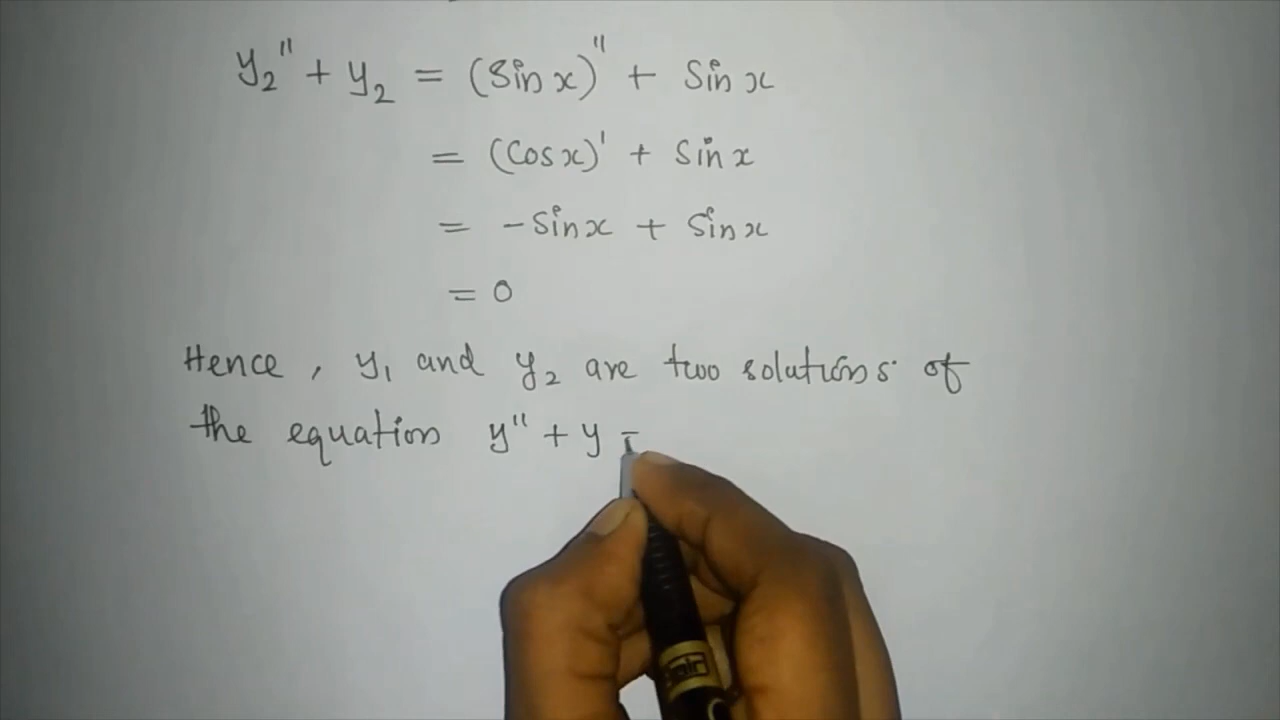 y₂'' + y₂ = (Sin x)'' + Sin x
= (Cos x)' + Sin x
= - Sin x + Sin x
= 0
Hence, y₁ and y₂ are two solutions of
the equation y'' + y =